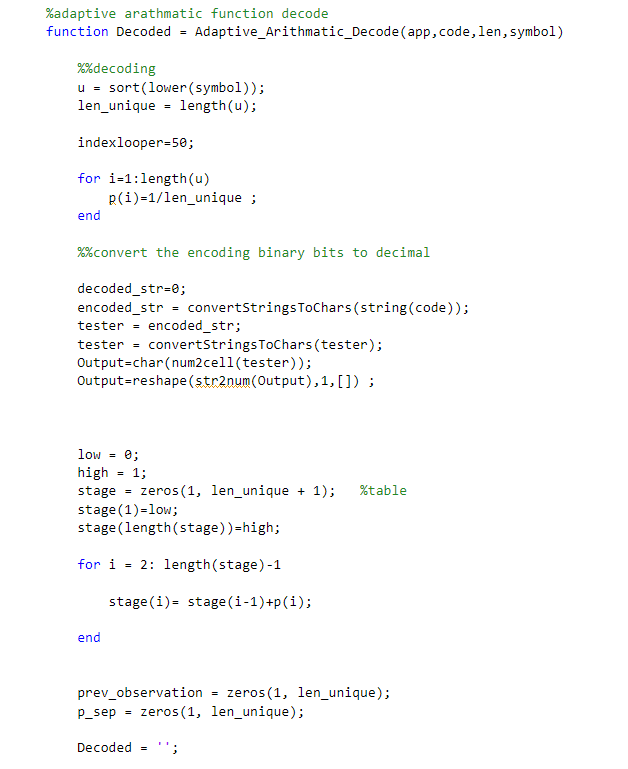 %adaptive arathmatic function decode
function Decoded = Adaptive_Arithmatic_Decode(app,code,len,symbol)
%%decoding
u = sort(lower(symbol));
len_unique = length(u);
indexlooper=50;
for i=1:length(u)
p(i)=1/len_unique ;
end
%%convert the encoding binary bits to decimal
decoded_str=0;
encoded_str = convertStringsToChars(string(code));
tester = encoded_str;
tester = convertStringsToChars(tester);
Output=char(num2cell(tester));
Output=reshape(str2num(Output),1,[]) ;
low = 0;
high = 1;
stage = zeros(1, len_unique + 1);   %table
stage(1)=low;
stage(length(stage))=high;
for i = 2: length(stage)-1
stage(i)= stage(i-1)+p(i);
end
prev_observation = zeros(1, len_unique);
p_sep = zeros(1, len_unique);
Decoded = '';